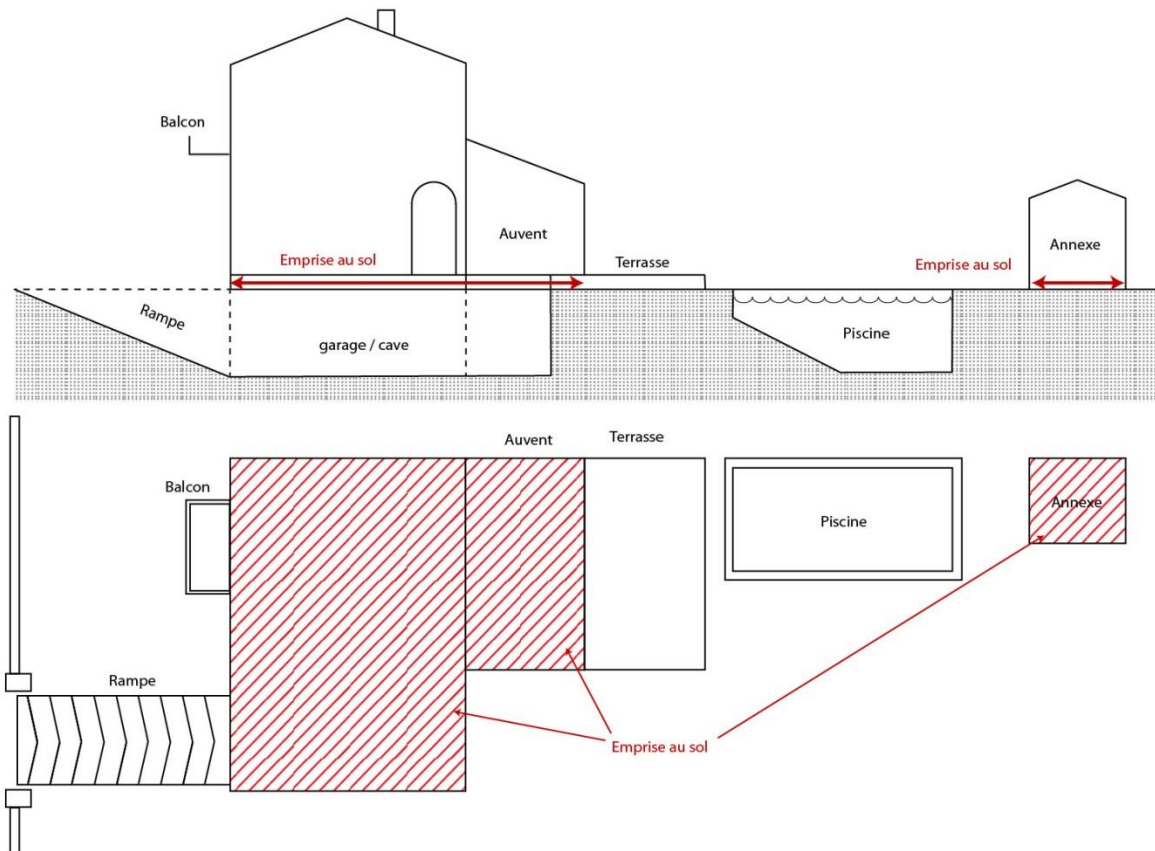 Balcon
Auvent
Annexe
Emprise au sol
Terrasse
Emprise au sol
Rampe
garage / cave
Piscine
Auvent
Terrasse
Balcon
Piscine
Annexe
Rampe
Emprise au sol